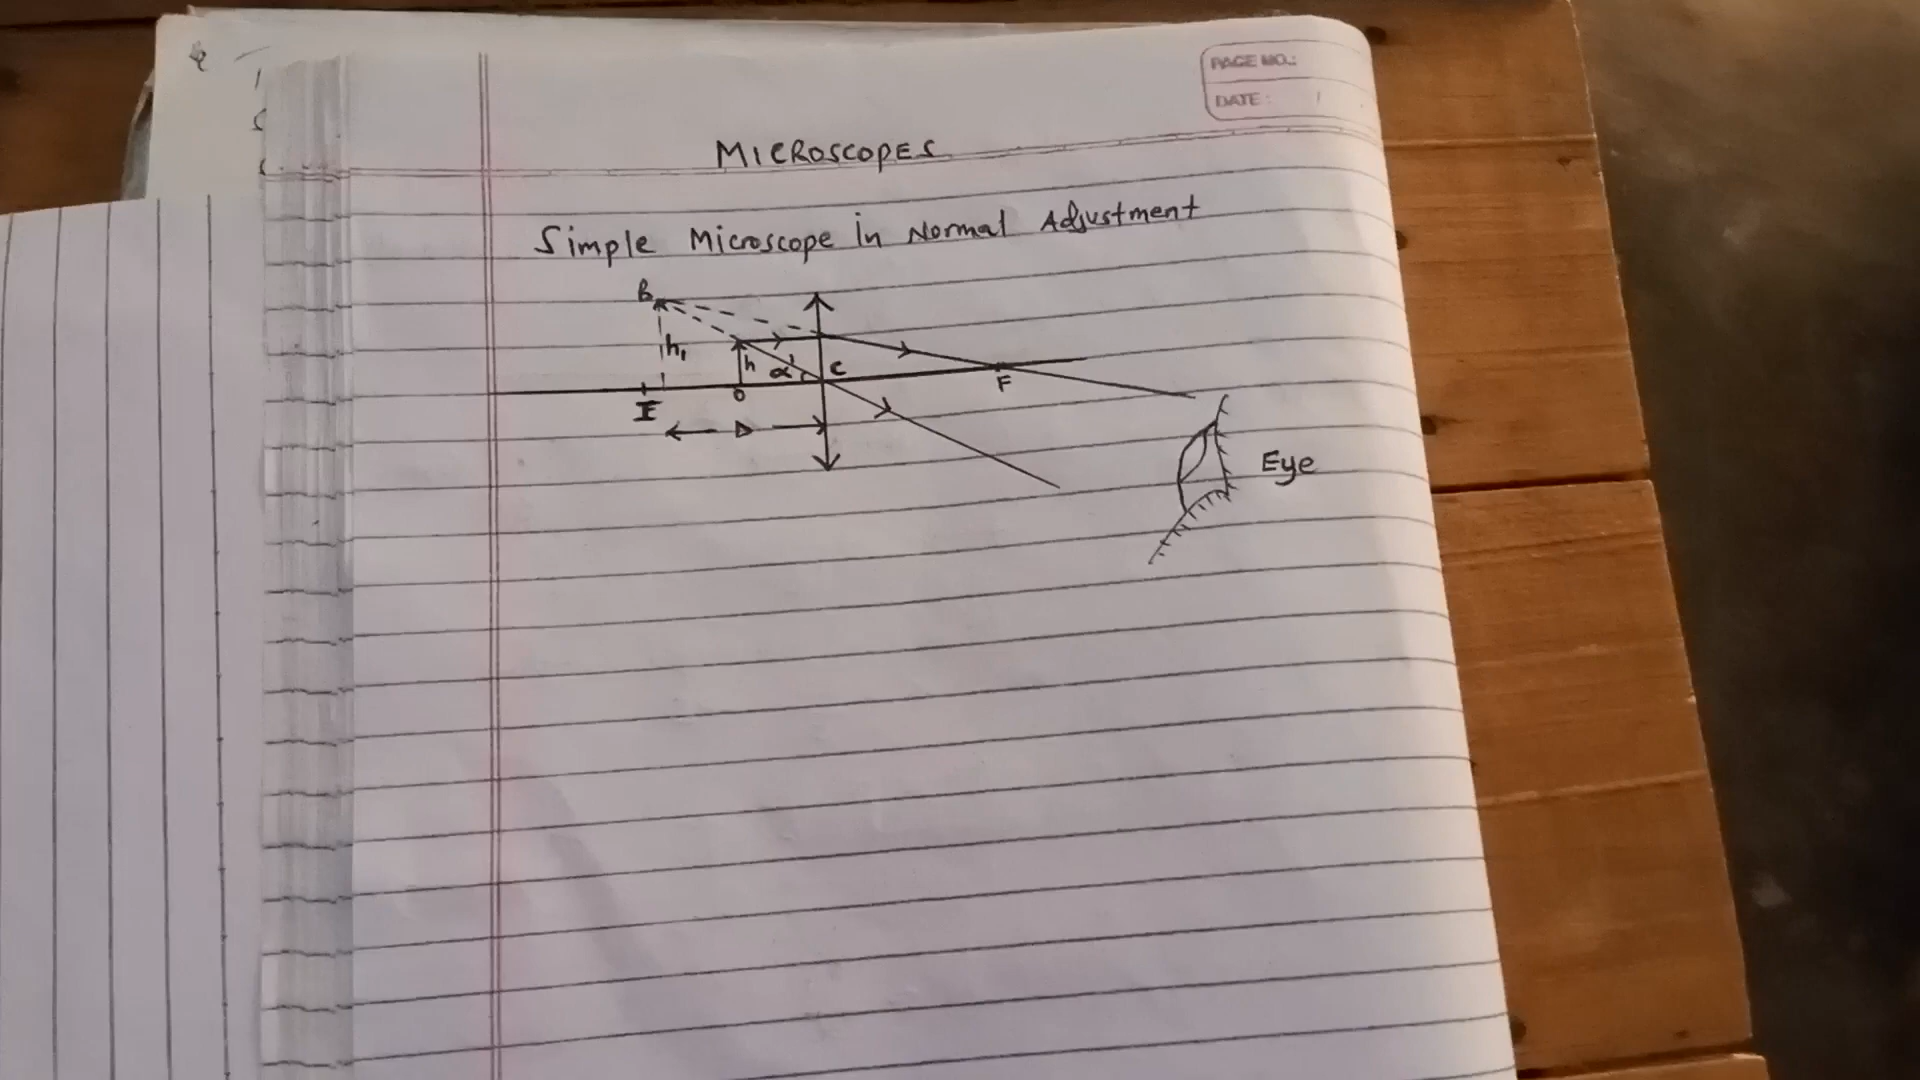 PAGE NO.:
DATE:
MICROSCOPES
Simple Microscope in Normal Adjustment
B
h₁
h
α'
C
I
O
F
D
Eye